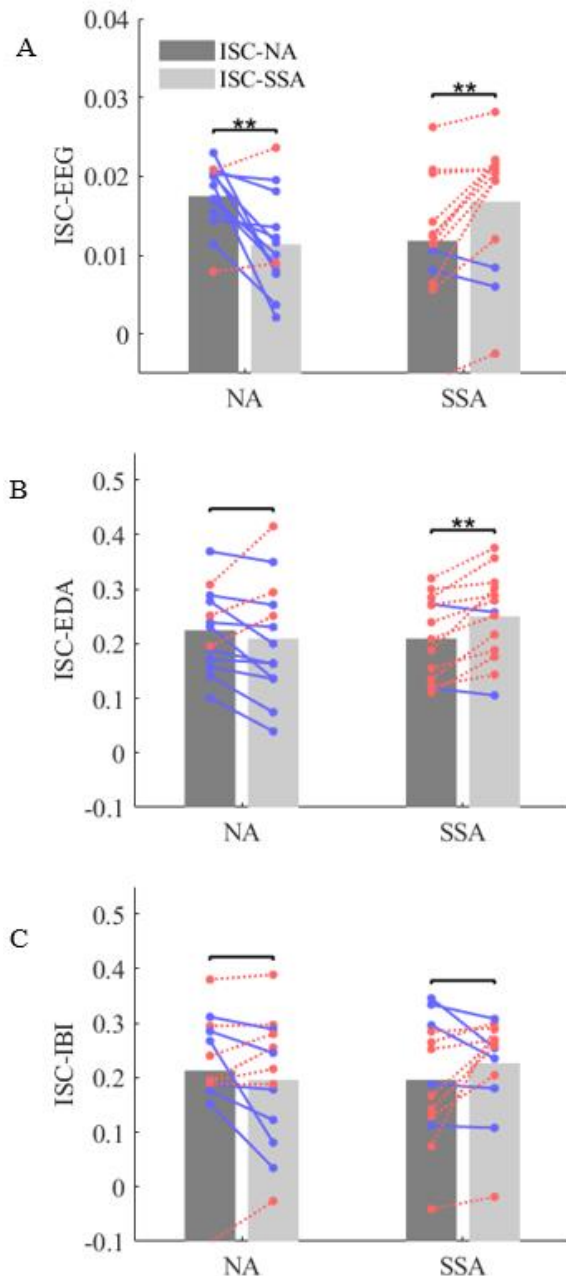 A
0.04
ISC-NA
ISC-SSA
0.03
**
**
0.02
0.01
0
ISC-EEG
NA
SSA
B
0.5
0.4
**
0.3
0.2
0.1
0
-0.1
ISC-EDA
NA
SSA
C
0.5
0.4
0.3
0.2
0.1
0
-0.1
ISC-IBI
NA
SSA